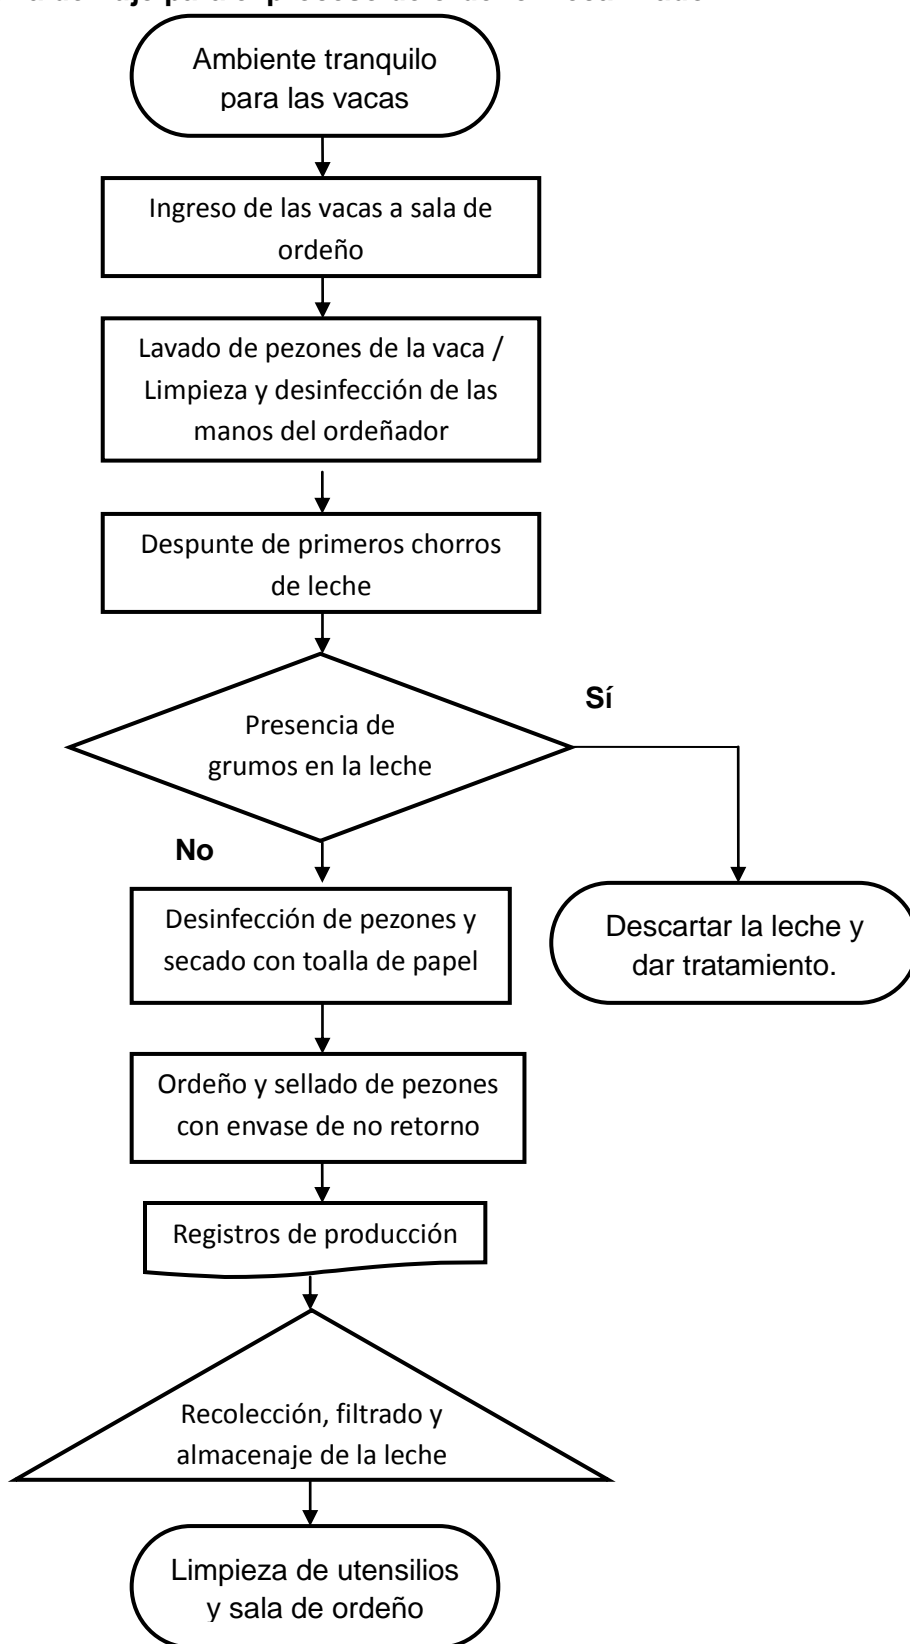 Ambiente tranquilo
para las vacas
Ingreso de las vacas a sala de
ordeño
Lavado de pezones de la vaca /
Limpieza y desinfección de las
manos del ordeñador
Despunte de primeros chorros
de leche
Presencia de
grumos en la leche
Sí
No
Desinfección de pezones y
secado con toalla de papel
Descartar la leche y
dar tratamiento.
Ordeño y sellado de pezones
con envase de no retorno
Registros de producción
Recolección, filtrado y
almacenaje de la leche
Limpieza de utensilios
y sala de ordeño